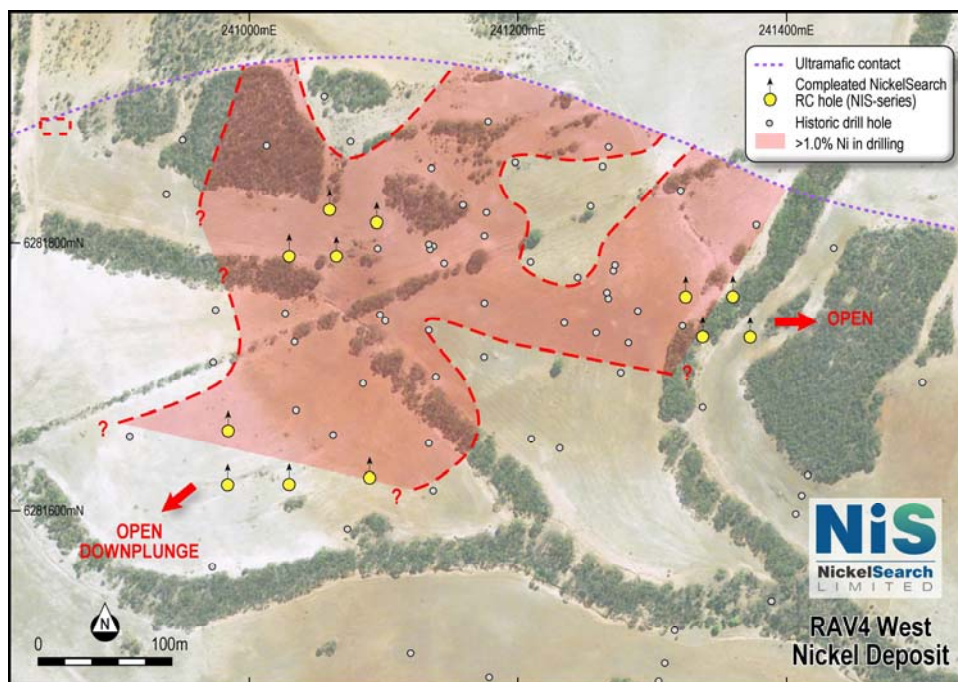 241000mE
241200mE
241400mE
Ultramafic contact
Compleated NickelSearch
RC hole (NIS-series)
Historic drill hole
>1.0% Ni in drilling
?
6281800mN
?
OPEN
?
?
?
6281600mN
OPEN
DOWNPLUNGE
NiS
NickelSearch
LIMITED
N
0
100m
RAV4 West
Nickel Deposit